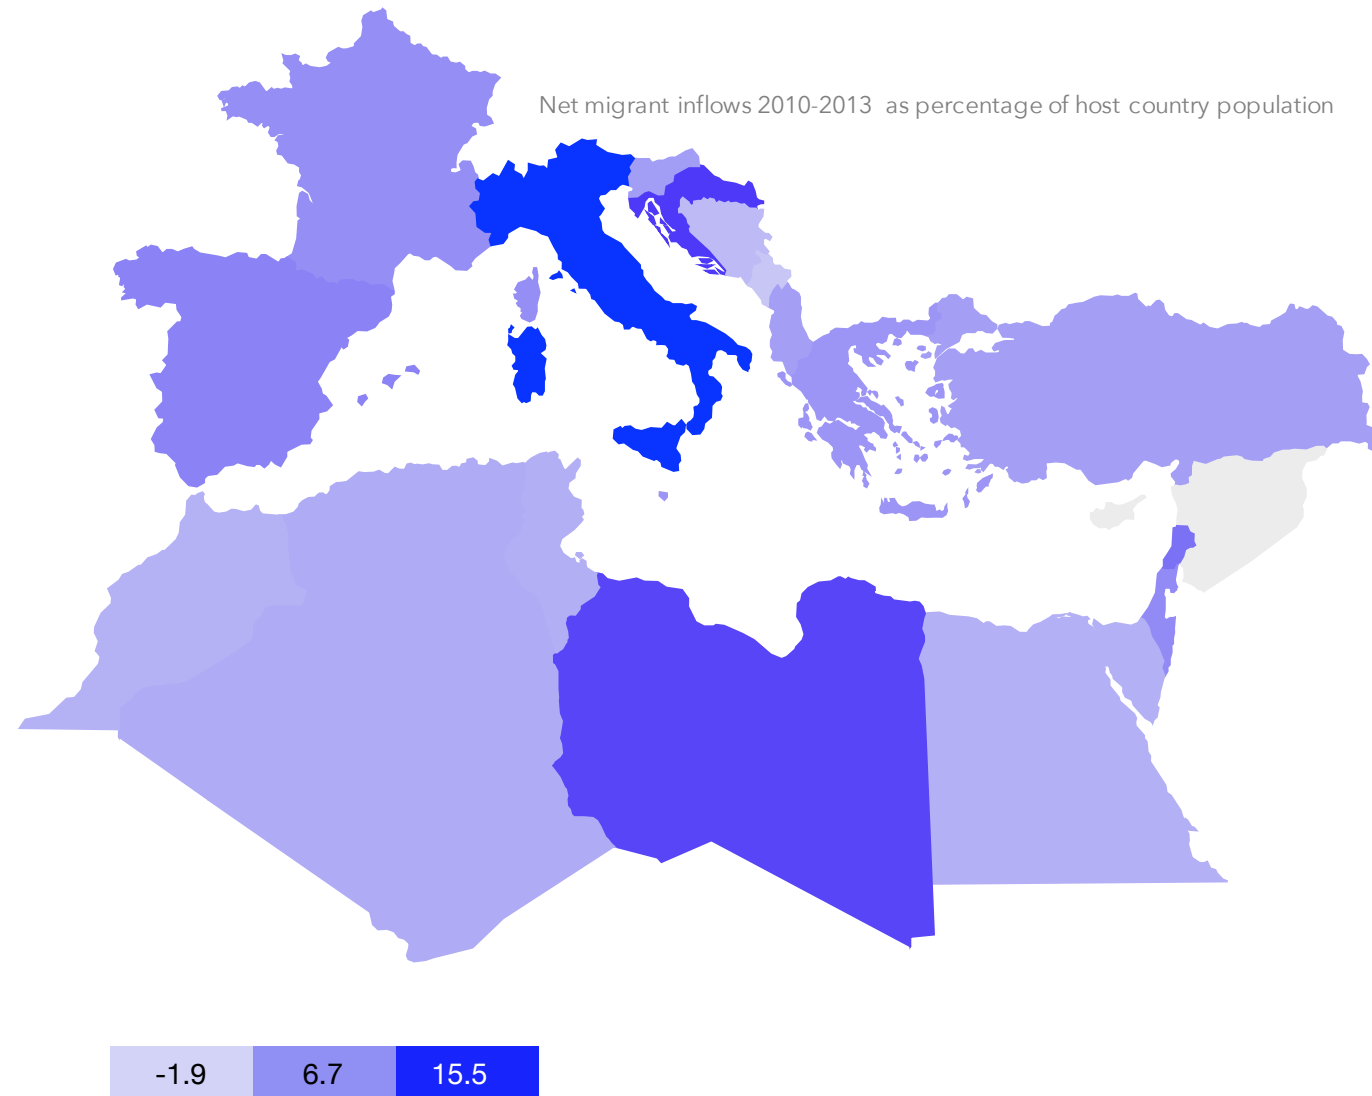 Net migrant inflows 2010-2013 as percentage of host country population
-1.9 6.7 15.5